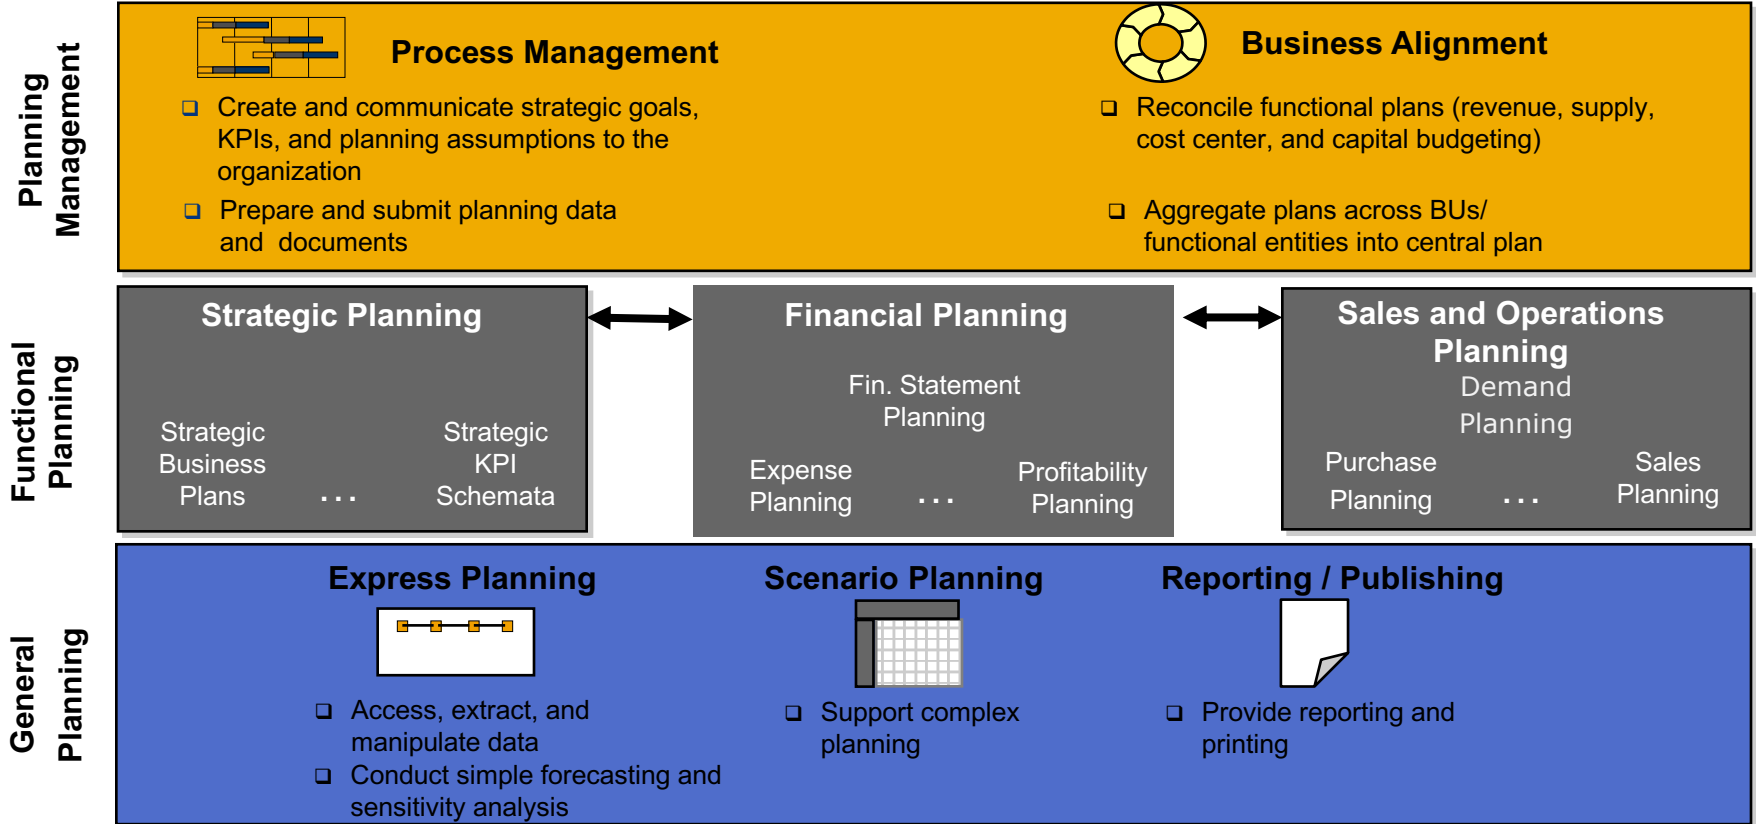 Planning
Management
Process Management
Create and communicate strategic goals,
KPIs, and planning assumptions to the
organization
Prepare and submit planning data
and documents
Business Alignment
Reconcile functional plans (revenue, supply,
cost center, and capital budgeting)
Aggregate plans across BUs/
functional entities into central plan
Functional
Planning
Strategic Planning
Strategic
Business
Plans
...
Strategic
KPI
Schemata
Financial Planning
Fin. Statement
Planning
Expense
Planning
...
Profitability
Planning
Sales and Operations
Planning
Demand
Planning
Purchase
Planning
...
Sales
Planning
General
Planning
Express Planning
Access, extract, and
manipulate data
Conduct simple forecasting and
sensitivity analysis
Scenario Planning
Support complex
planning
Reporting / Publishing
Provide reporting and
printing